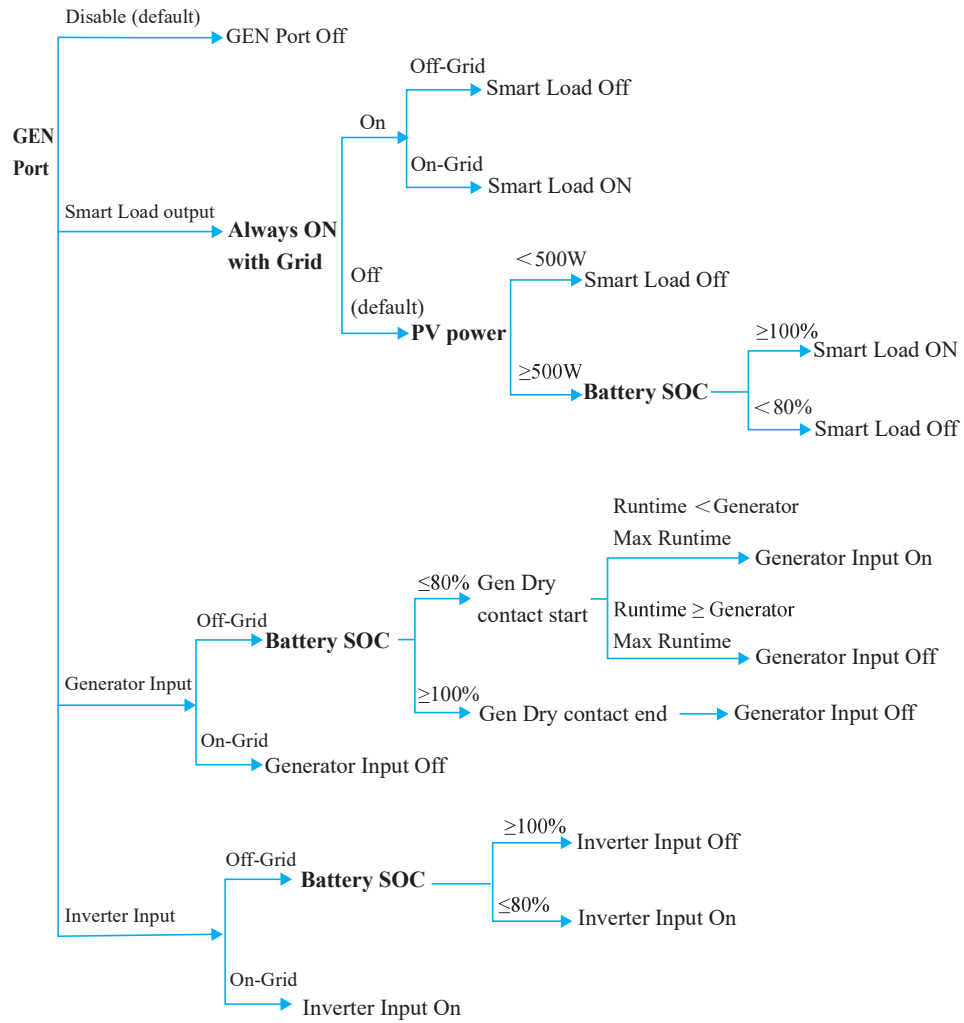 Disable (default)
GEN Port Off
Off-Grid
Smart Load Off
On
GEN
Port
On-Grid
Smart Load ON
Smart Load output
Always ON
with Grid
Off
(default)
<500W
Smart Load Off
PV power
≥500W
Battery SOC
≥100%
Smart Load ON
<80%
Smart Load Off
Runtime <Generator
Max Runtime
Generator Input On
≤80%
Gen Dry
contact start
Runtime ≥ Generator
Max Runtime
Generator Input Off
Off-Grid
Battery SOC
Generator Input
≥100%
Gen Dry contact end
Generator Input Off
On-Grid
Generator Input Off
≥100%
Inverter Input Off
Off-Grid
Battery SOC
≤80%
Inverter Input On
Inverter Input
On-Grid
Inverter Input On